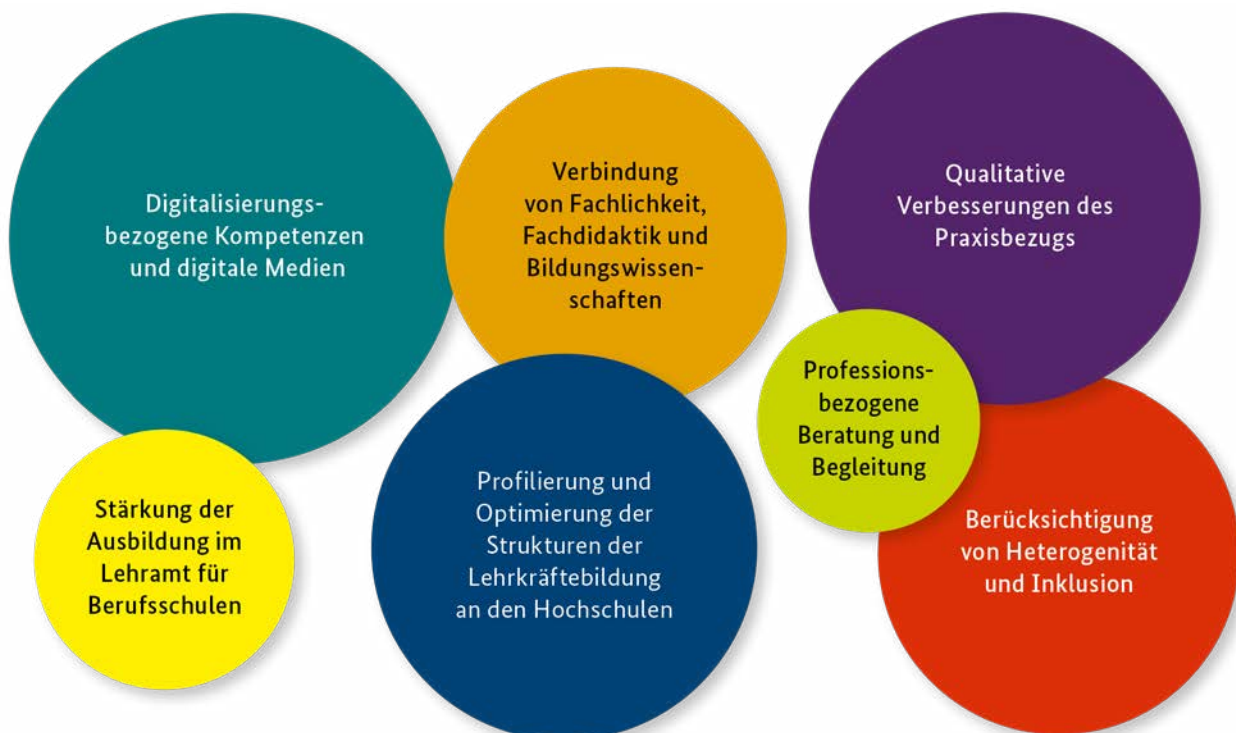 Digitalisierungs-
bezogene Kompetenzen
und digitale Medien
Verbindung
von Fachlichkeit,
Fachdidaktik und
Bildungswissen-
schaften
Qualitative
Verbesserungen des
Praxisbezugs
Professions-
bezogene
Beratung und
Begleitung
Stärkung der
Ausbildung im
Lehramt für
Berufsschulen
Profilierung und
Optimierung der
Strukturen der
Lehrkräftebildung
an den Hochschulen
Berücksichtigung
von Heterogenität
und Inklusion